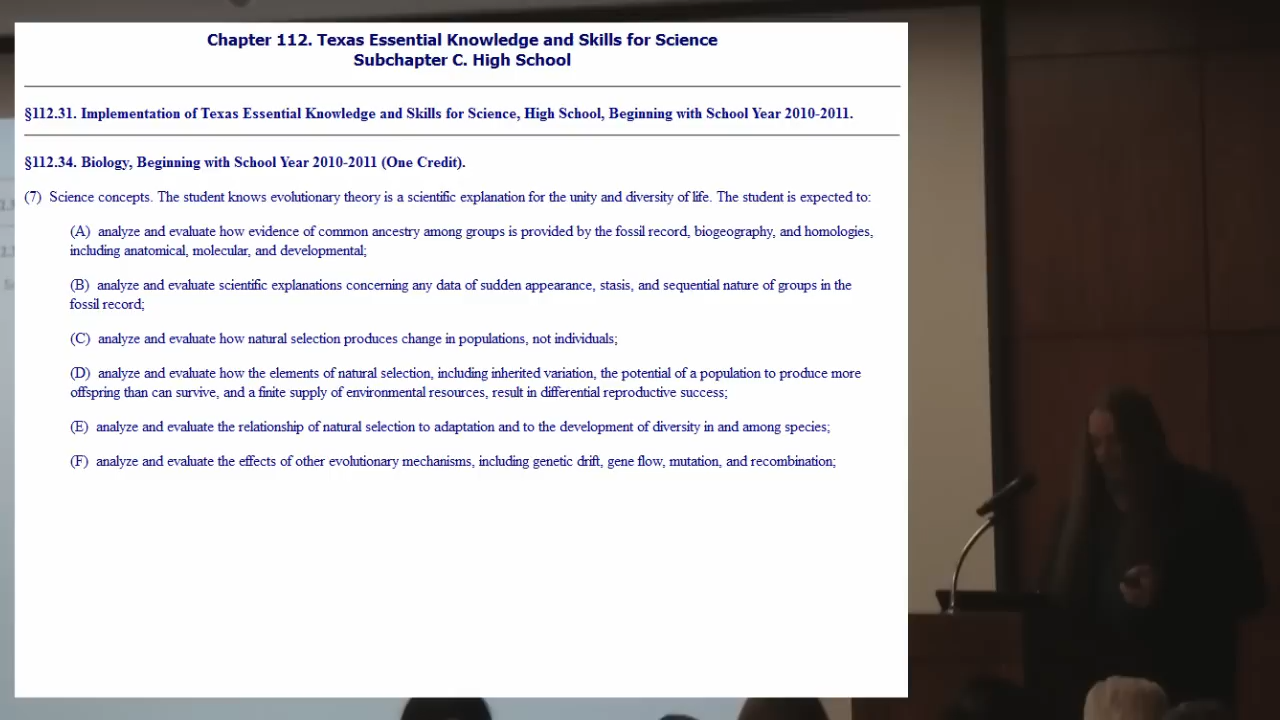 Chapter 112. Texas Essential Knowledge and Skills for Science
Subchapter C. High School
§112.31. Implementation of Texas Essential Knowledge and Skills for Science, High School, Beginning with School Year 2010-2011.
§112.34. Biology, Beginning with School Year 2010-2011 (One Credit).
(7) Science concepts. The student knows evolutionary theory is a scientific explanation for the unity and diversity of life. The student is expected to:
(A) analyze and evaluate how evidence of common ancestry among groups is provided by the fossil record, biogeography, and homologies,
including anatomical, molecular, and developmental;
(B) analyze and evaluate scientific explanations concerning any data of sudden appearance, stasis, and sequential nature of groups in the
fossil record;
(C) analyze and evaluate how natural selection produces change in populations, not individuals;
(D) analyze and evaluate how the elements of natural selection, including inherited variation, the potential of a population to produce more
offspring than can survive, and a finite supply of environmental resources, result in differential reproductive success;
(E) analyze and evaluate the relationship of natural selection to adaptation and to the development of diversity in and among species;
(F) analyze and evaluate the effects of other evolutionary mechanisms, including genetic drift, gene flow, mutation, and recombination;